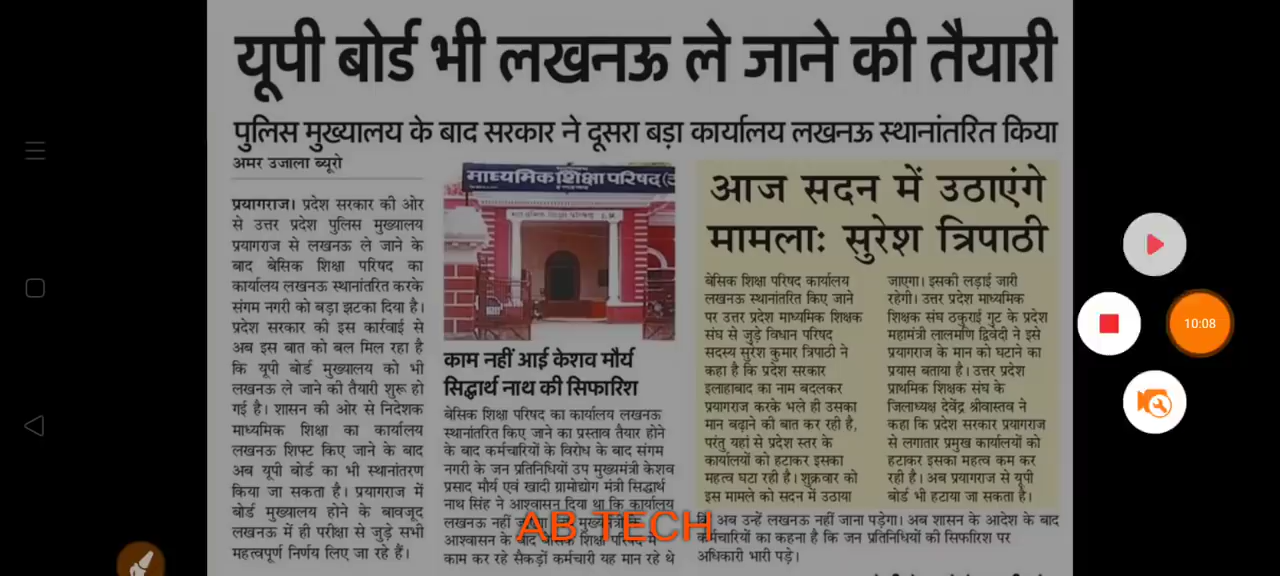 यूपी बोर्ड भी लखनऊ ले जाने की तैयारी
पुलिस मुख्यालय के बाद सरकार ने दूसरा बड़ा कार्यालय लखनऊ स्थानांतरित किया
अमर उजाला ब्यूरो
प्रयागराज। प्रदेश सरकार की ओर
से उत्तर प्रदेश पुलिस मुख्यालय
प्रयागराज से लखनऊ ले जाने के
बाद बेसिक शिक्षा परिषद का
कार्यालय लखनऊ स्थानांतरित करके
संगम नगरी को बड़ा झटका दिया है।
प्रदेश सरकार की इस कार्रवाई से
अब इस बात को बल मिल रहा है
कि यूपी बोर्ड मुख्यालय को भी
लखनऊ ले जाने की तैयारी शुरू हो
गई है। शासन की ओर से निदेशक
माध्यमिक शिक्षा का कार्यालय
लखनऊ शिफ्ट किए जाने के बाद
अब यूपी बोर्ड का भी स्थानांतरण
किया जा सकता है। प्रयागराज में
बोर्ड मुख्यालय होने के बावजूद
लखनऊ में ही परीक्षा से जुड़े सभी
महत्वपूर्ण निर्णय लिए जा रहे हैं।
माध्यमिक शिक्षा परिषद
काम नहीं आई केशव मौर्य
सिद्धार्थ नाथ की सिफारिश
बेसिक शिक्षा परिषद का कार्यालय लखनऊ
स्थानांतरित किए जाने का प्रस्ताव तैयार होने
के बाद कर्मचारियों के विरोध के बाद संगम
नगरी के जन प्रतिनिधियों उप मुख्यमंत्री केशव
प्रसाद मौर्य एवं खादी ग्रामोद्योग मंत्री सिद्धार्थ
नाथ सिंह ने आश्वासन दिया था कि कार्यालय
लखनऊ नहीं
आश्वासन के बाद बेसिक शिक्षा परिषद में
काम कर रहे सैकड़ों कर्मचारी यह मान रहे थे
आज सदन में उठाएंगे
मामलाः सुरेश त्रिपाठी
बेसिक शिक्षा परिषद कार्यालय
लखनऊ स्थानांतरित किए जाने
पर उत्तर प्रदेश माध्यमिक शिक्षक
संघ से जुड़े विधान परिषद
सदस्य सुरेश कुमार त्रिपाठी ने
कहा है कि प्रदेश सरकार
इलाहाबाद का नाम बदलकर
प्रयागराज करके भले ही उसका
मान बढ़ाने की बात कर रही है,
परंतु यहां से प्रदेश स्तर के
कार्यालयों को हटाकर इसका
महत्व घटा रही है। शुक्रवार को
इस मामले को सदन में उठाया
जाएगा। इसकी लड़ाई जारी
रहेगी। उत्तर प्रदेश माध्यमिक
शिक्षक संघ ठकुराई गुट के प्रदेश
महामंत्री लालमणि द्विवेदी ने इसे
प्रयागराज के मान को घटाने का
प्रयास बताया है। उत्तर प्रदेश
प्राथमिक शिक्षक संघ के
जिलाध्यक्ष देवेंद्र श्रीवास्तव ने
कहा कि प्रदेश सरकार प्रयागराज
से लगातार प्रमुख कार्यालयों को
हटाकर इसका महत्व कम कर
रही है। अब प्रयागराज से यूपी
बोर्ड भी हटाया जा सकता है।
कि अब उन्हें लखनऊ नहीं जाना पड़ेगा। अब शासन के आदेश के बाद
कर्मचारियों का कहना है कि जन प्रतिनिधियों की सिफारिश पर
अधिकारी भारी पड़े।
AB TECH
10:08